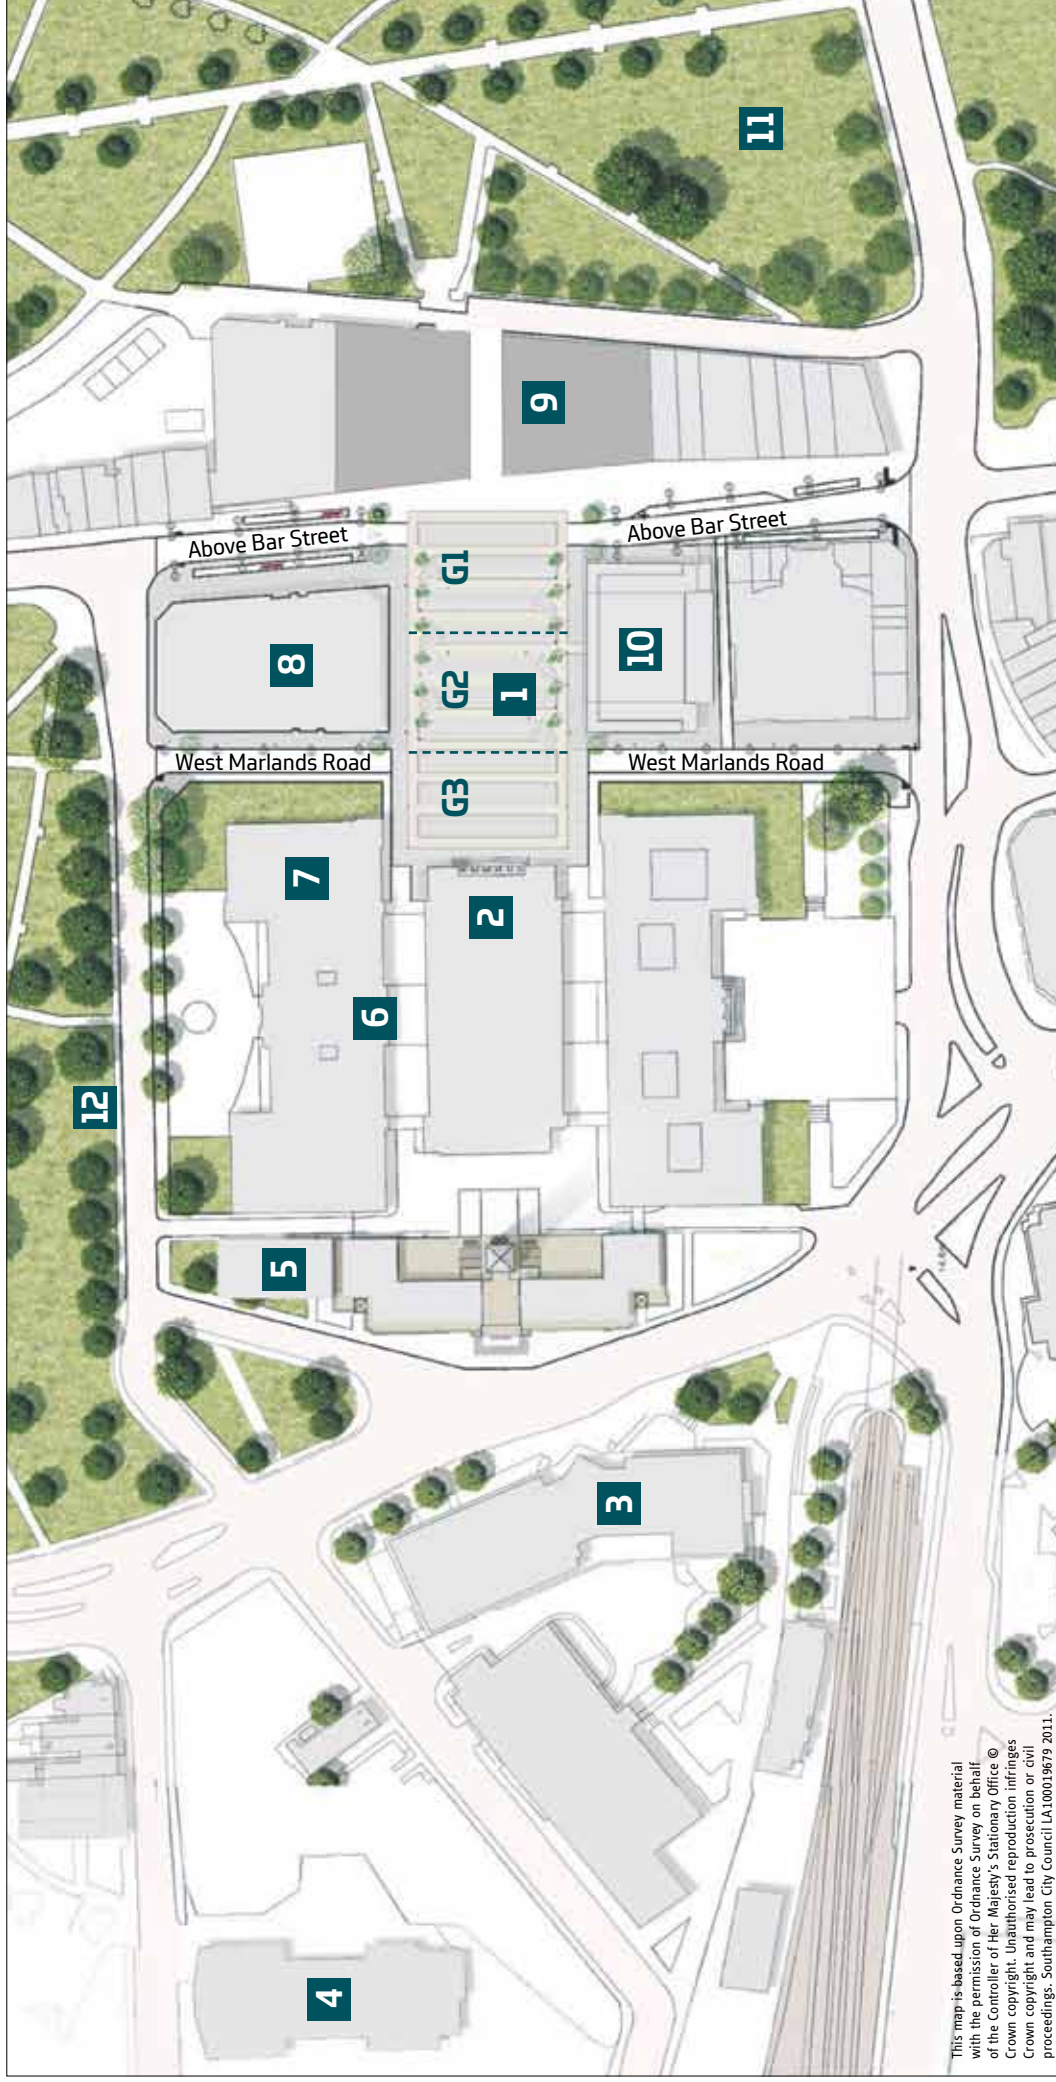 11
9
Above Bar Street
Above Bar Street
G1
8
G2
1
10
West Marlands Road
West Marlands Road
G3
7
2
6
12
5
3
4
This map is based upon Ordnance Survey material
with the permission of Ordnance Survey on behalf
of the Controller of Her Majesty's Stationary Office ©
Crown copyright. Unauthorised reproduction infringes
Crown copyright and may lead to prosecution or civil
proceedings. Southampton City Council LA100019679 2011.